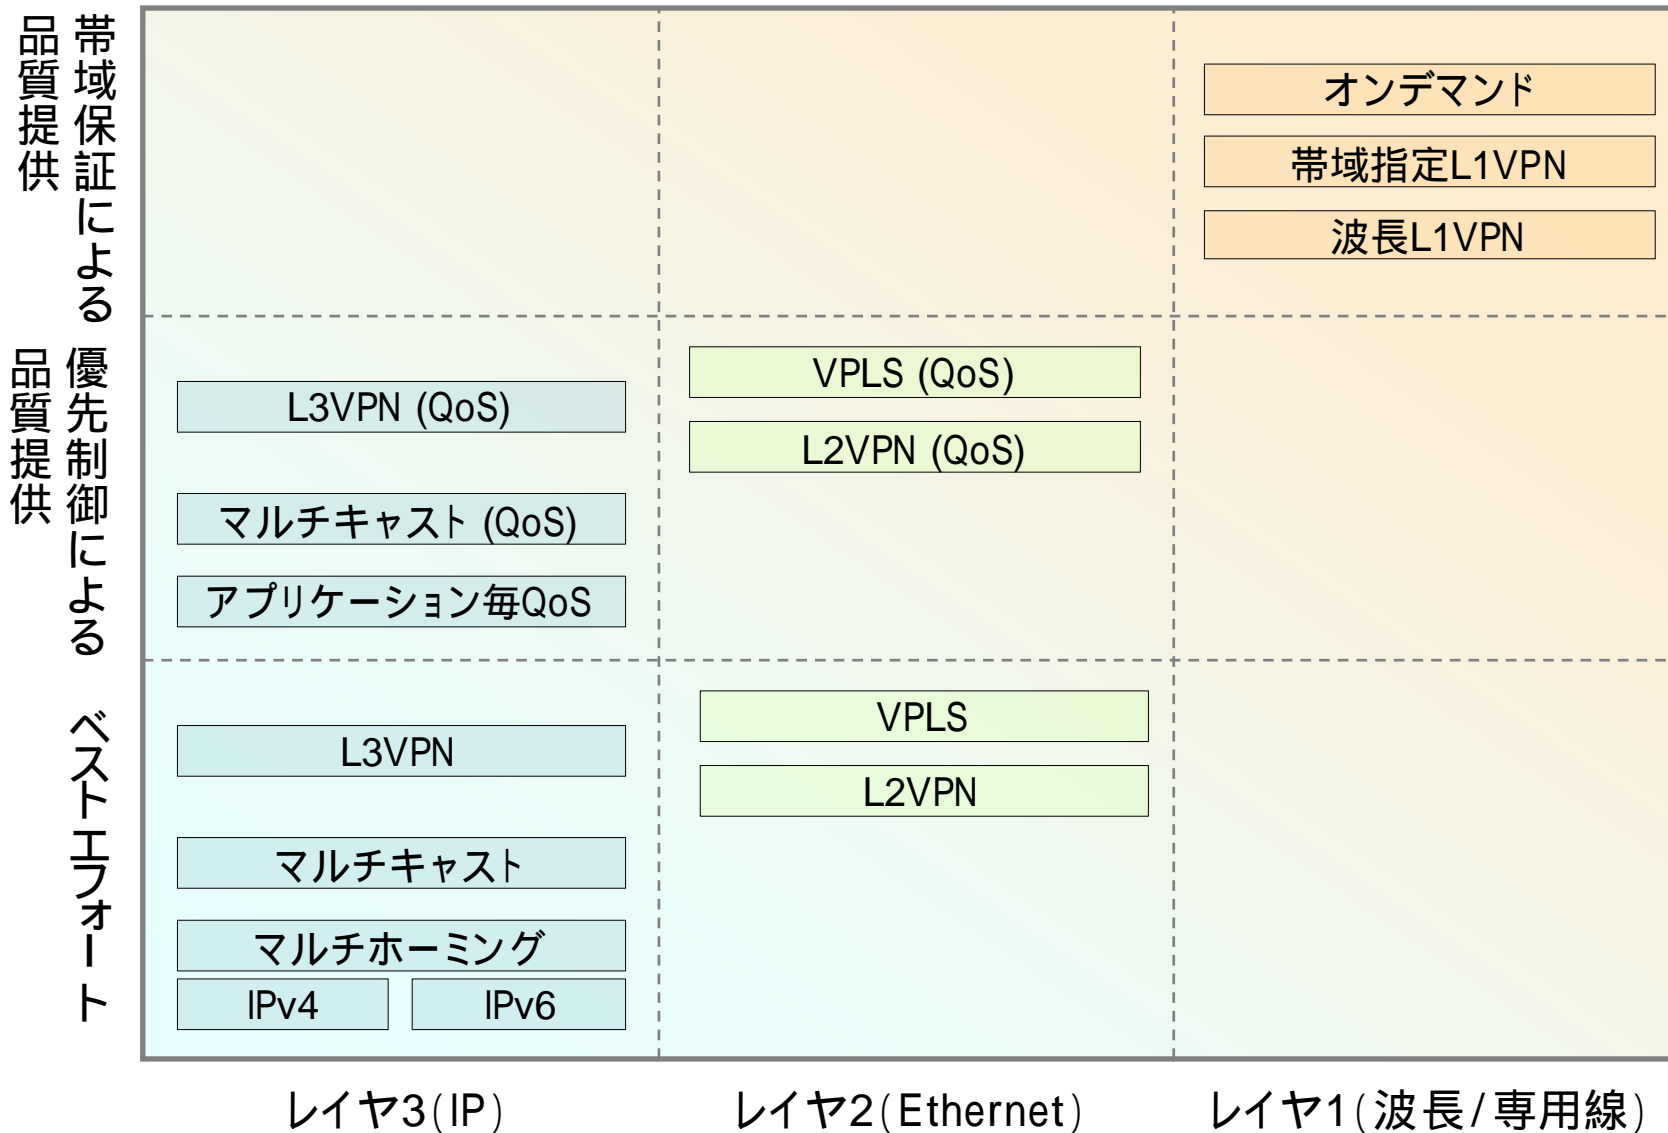 帯域保証による
品質提供
オンデマンド
帯域指定L1VPN
波長L1VPN
優先制御による
品質提供
L3VPN (QoS)
マルチキャスト (QoS)
アプリケーション毎QoS
VPLS (QoS)
L2VPN (QoS)
ベストエフォート
L3VPN
マルチキャスト
マルチホーミング
IPv4
IPv6
VPLS
L2VPN
レイヤ3(IP)
レイヤ2(Ethernet)
レイヤ1(波長/専用線)